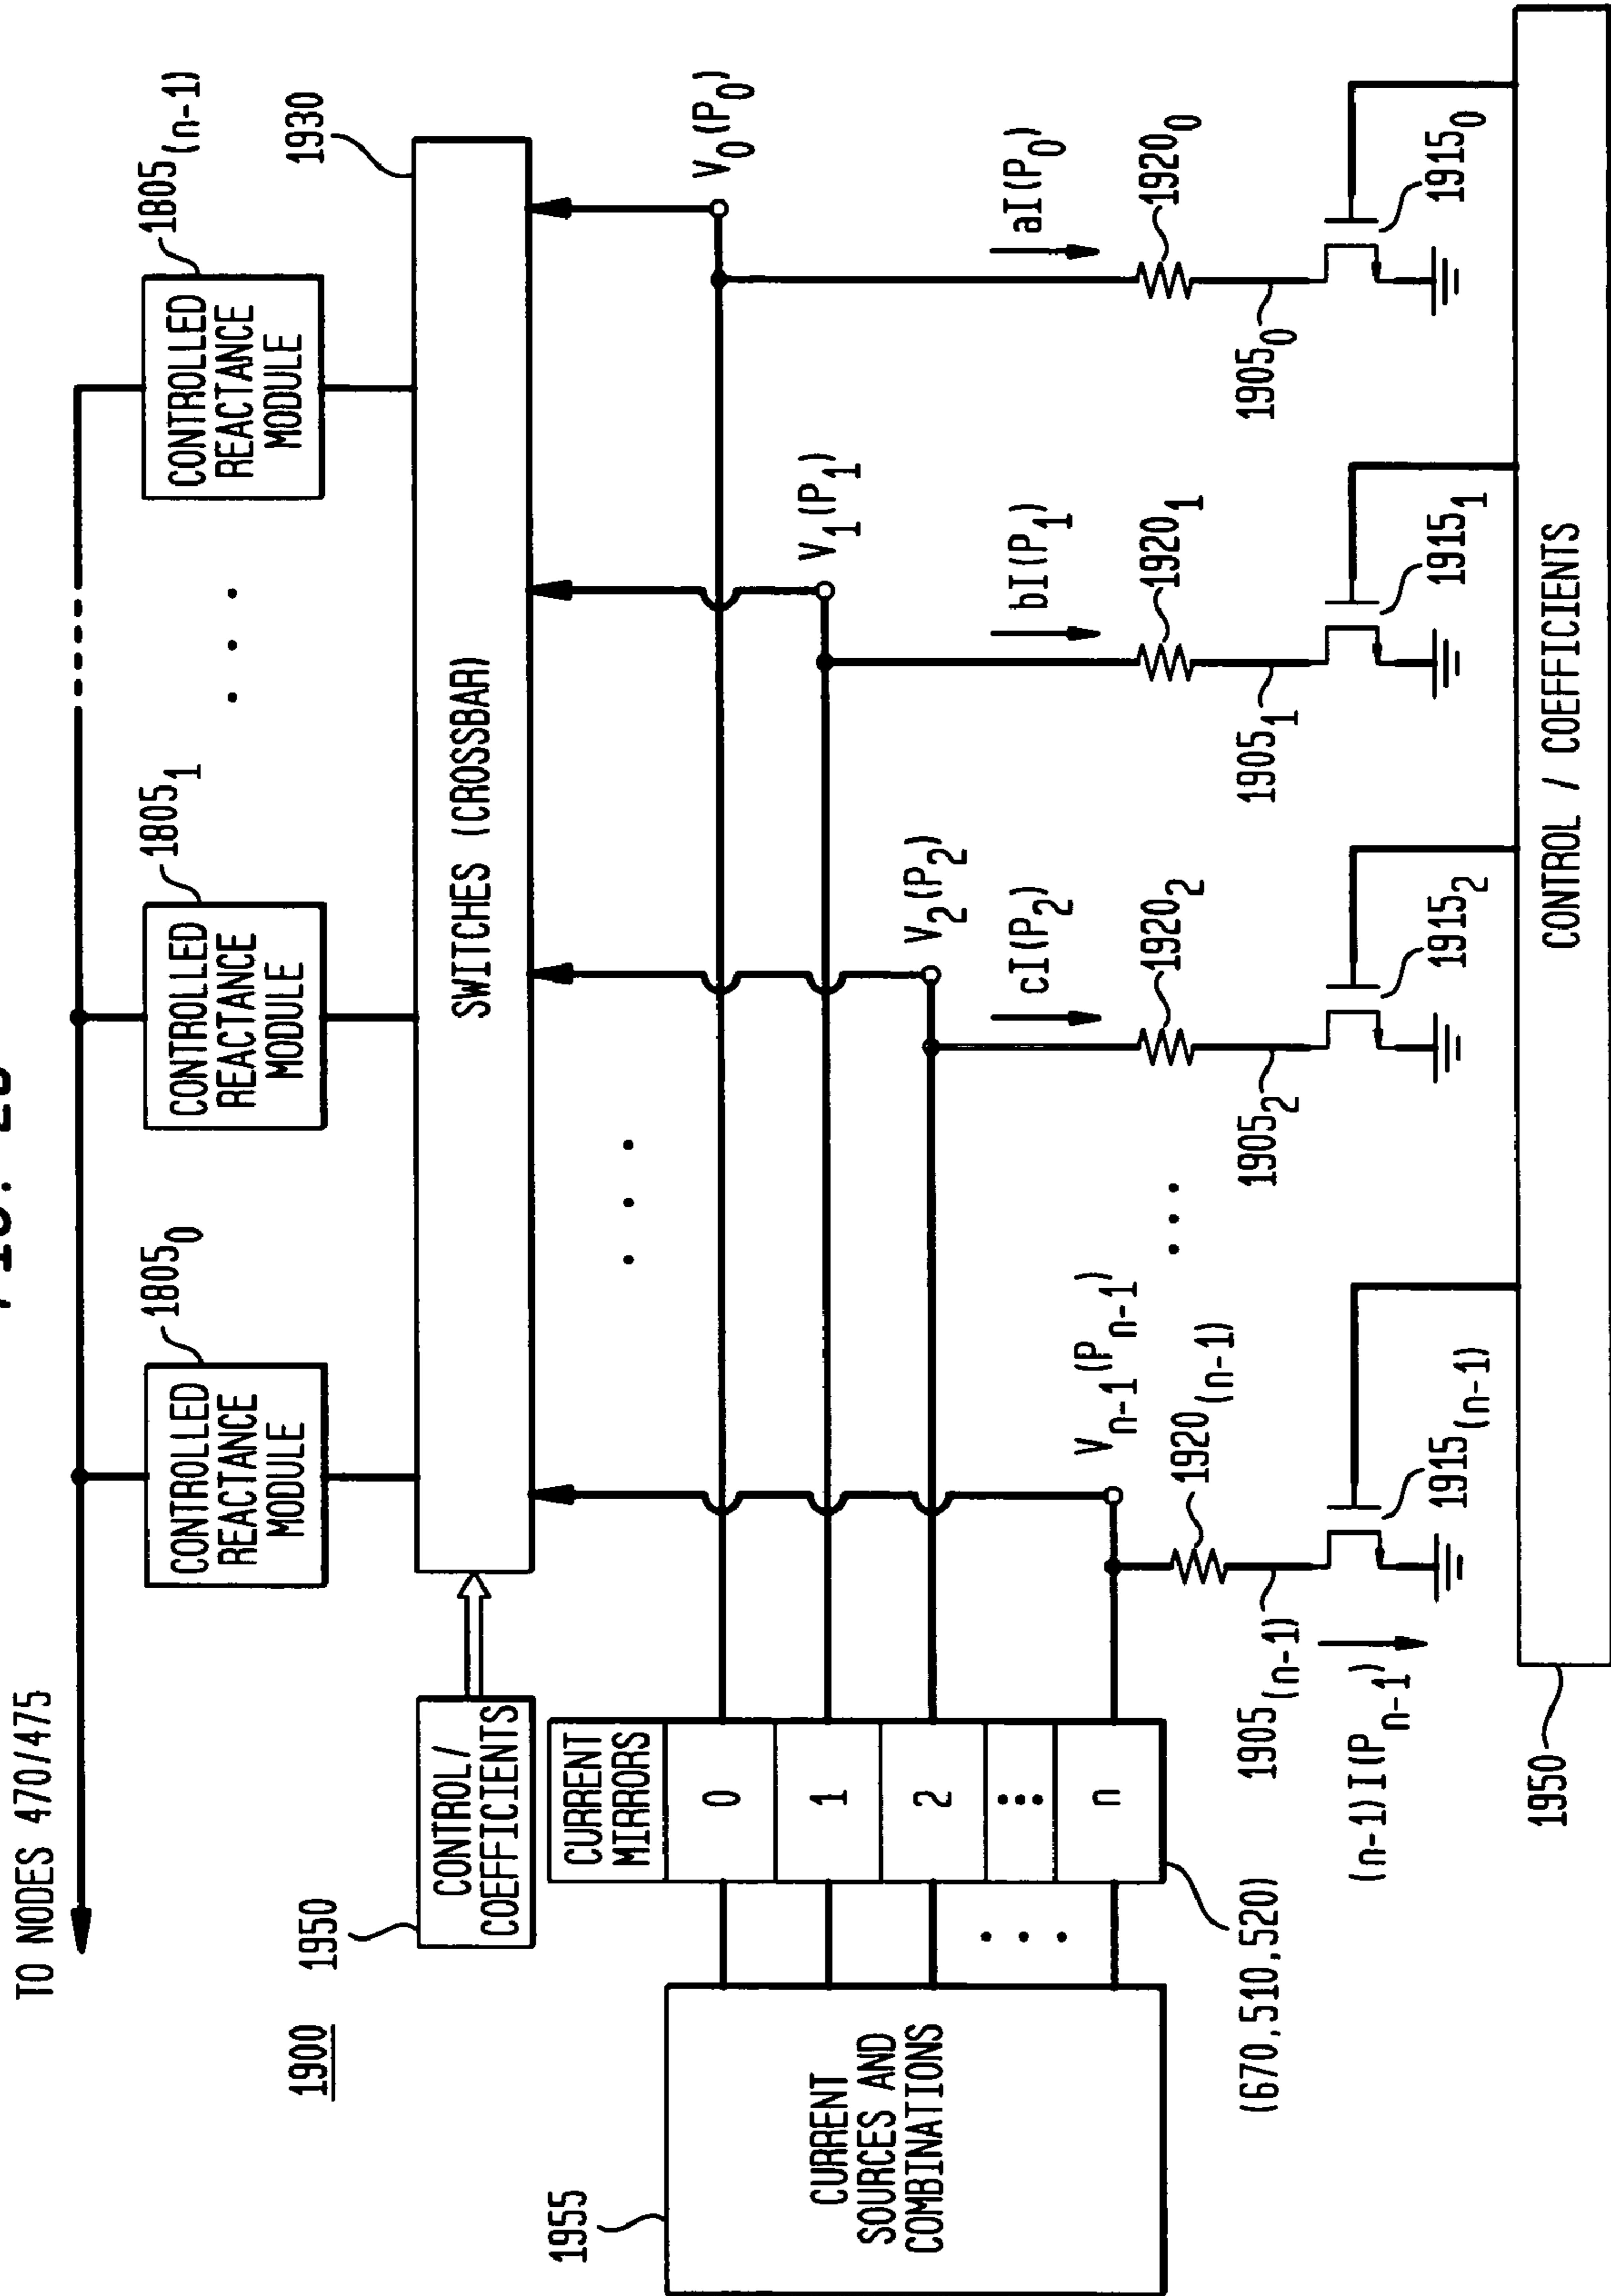 TO NODES 470/475
1900
1950
1805₀
1805₁
1805₍ₙ₋₁₎
CONTROLLED
REACTANCE
MODULE
CONTROLLED
REACTANCE
MODULE
CONTROLLED
REACTANCE
MODULE
1930
CONTROL/
COEFFICIENTS
SWITCHES (CROSSBAR)
1955
CURRENT
MIRRORS
0
1
2
n
CURRENT
SOURCES AND
COMBINATIONS
(670,510,520)
V₀(P₀)
V₁(P₁)
V₂(P₂)
Vₙ₋₁(Pₙ₋₁)
cI(P₂)
bI(P₁)
aI(P₀)
1920₍ₙ₋₁₎
1920₂
1920₁
1920₀
1905₍ₙ₋₁₎
1905₂
1905₁
1905₀
(n-1)I(Pₙ₋₁)
1915₍ₙ₋₁₎
1915₂
1915₁
1915₀
1950
CONTROL / COEFFICIENTS